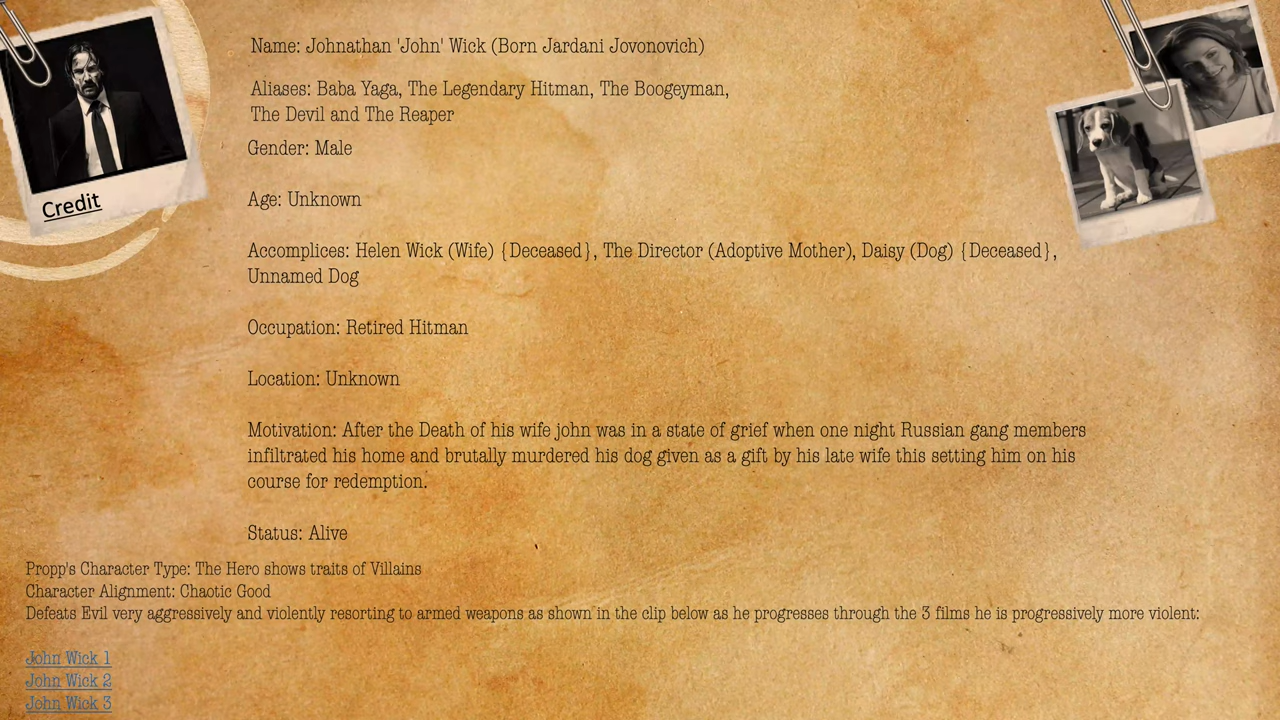 Name: Johnathan 'John' Wick (Born Jardani Jovonovich)
Aliases: Baba Yaga, The Legendary Hitman, The Boogeyman,
The Devil and The Reaper
Gender: Male
Credit
Age: Unknown
Accomplices: Helen Wick (Wife) {Deceased}, The Director (Adoptive Mother), Daisy (Dog) {Deceased},
Unnamed Dog
Occupation: Retired Hitman
Location: Unknown
Motivation: After the Death of his wife john was in a state of grief when one night Russian gang members
infiltrated his home and brutally murdered his dog given as a gift by his late wife this setting him on his
course for redemption.
Status: Alive
Propp's Character Type: The Hero shows traits of Villains
Character Alignment: Chaotic Good
Defeats Evil very aggressively and violently resorting to armed weapons as shown in the clip below as he progresses through the 3 films he is progressively more violent:
John Wick 1
John Wick 2
John Wick 3